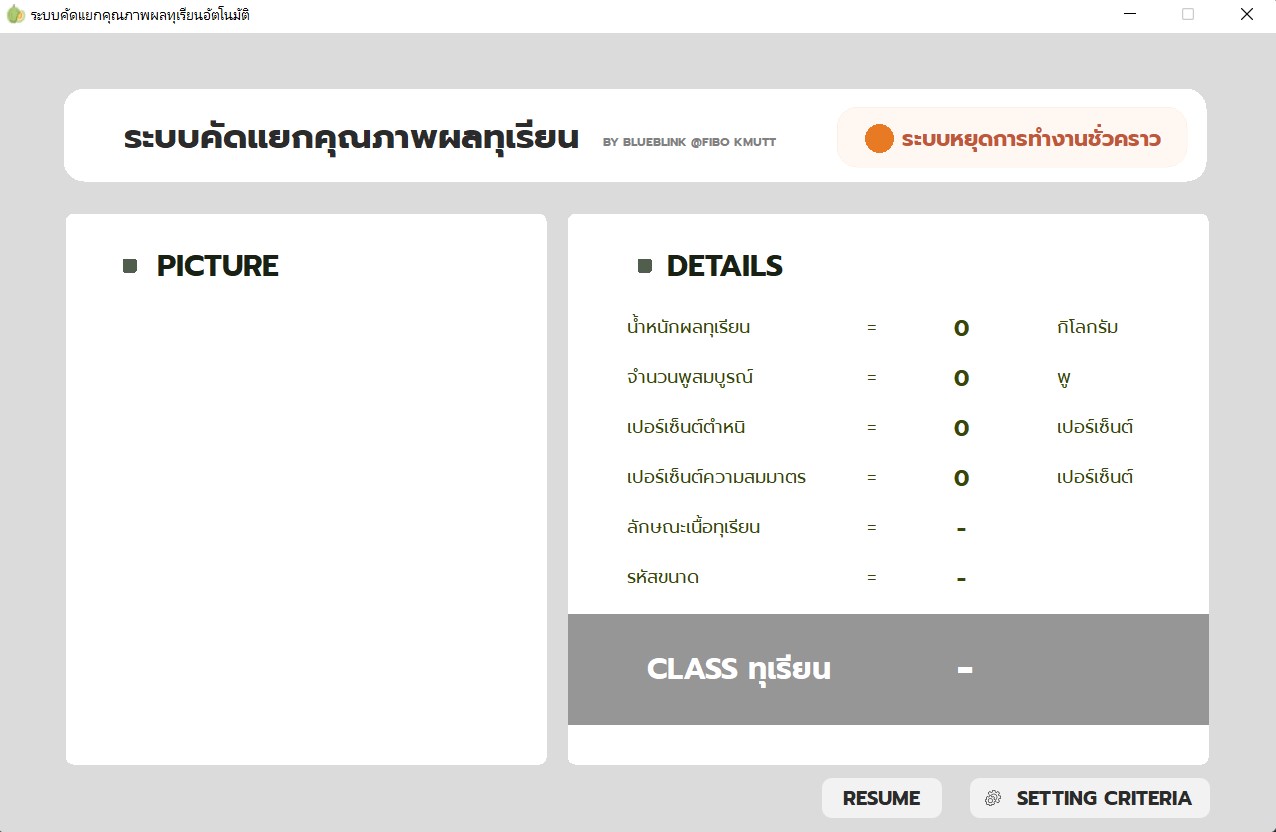 ระบบคัดแยกคุณภาพผลทุเรียนอัตโนมัติ
ระบบคัดแยกคุณภาพผลทุเรียน BY BLUEBLINK @FIBO KMUTT ระบบหยุดการทำงานชั่วคราว
PICTURE
DETAILS
น้ำหนักผลทุเรียน = 0 กิโลกรัม
จำนวนพูสมบูรณ์ = 0 พู
เปอร์เซ็นต์ตำหนิ = 0 เปอร์เซ็นต์
เปอร์เซ็นต์ความสมมาตร = 0 เปอร์เซ็นต์
ลักษณะเนื้อทุเรียน = -
รหัสขนาด = -
CLASS ทุเรียน -
RESUME SETTING CRITERIA